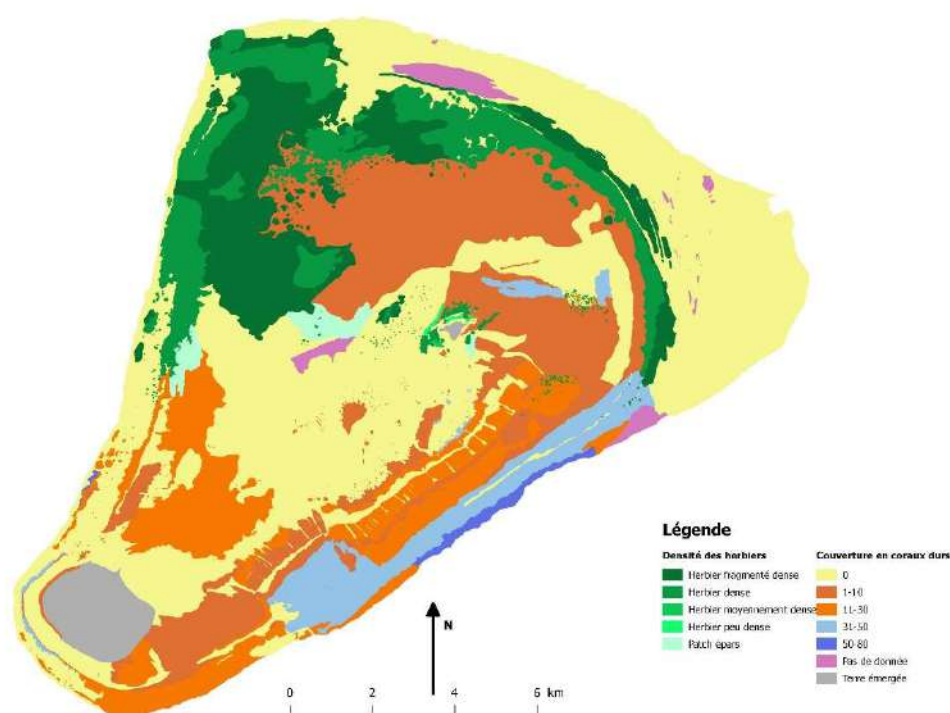 Légende
Densité des herbiers
Herbier fragmenté dense
Herbier dense
Herbier moyennement dense
Herbier peu dense
Patch épars
Couverture en coraux durs
0
1-10
11-30
31-50
50-80
Pas de donnée
Terre émergée
N
0 2 4 6 km